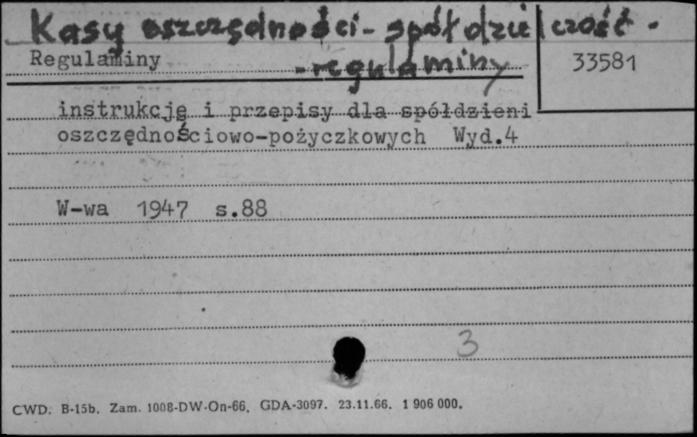 Kasy oszczędności - spółdzielczość -
Regulaminy - regulaminy 33581
instrukcję i przepisy dla spółdzieni
oszczędnościowo-pożyczkowych Wyd.4
W-wa 1947 s.88
3
CWD. B-15b. Zam. 1008-DW-On-66. GDA-3097. 23.11.66. 1 906 000.